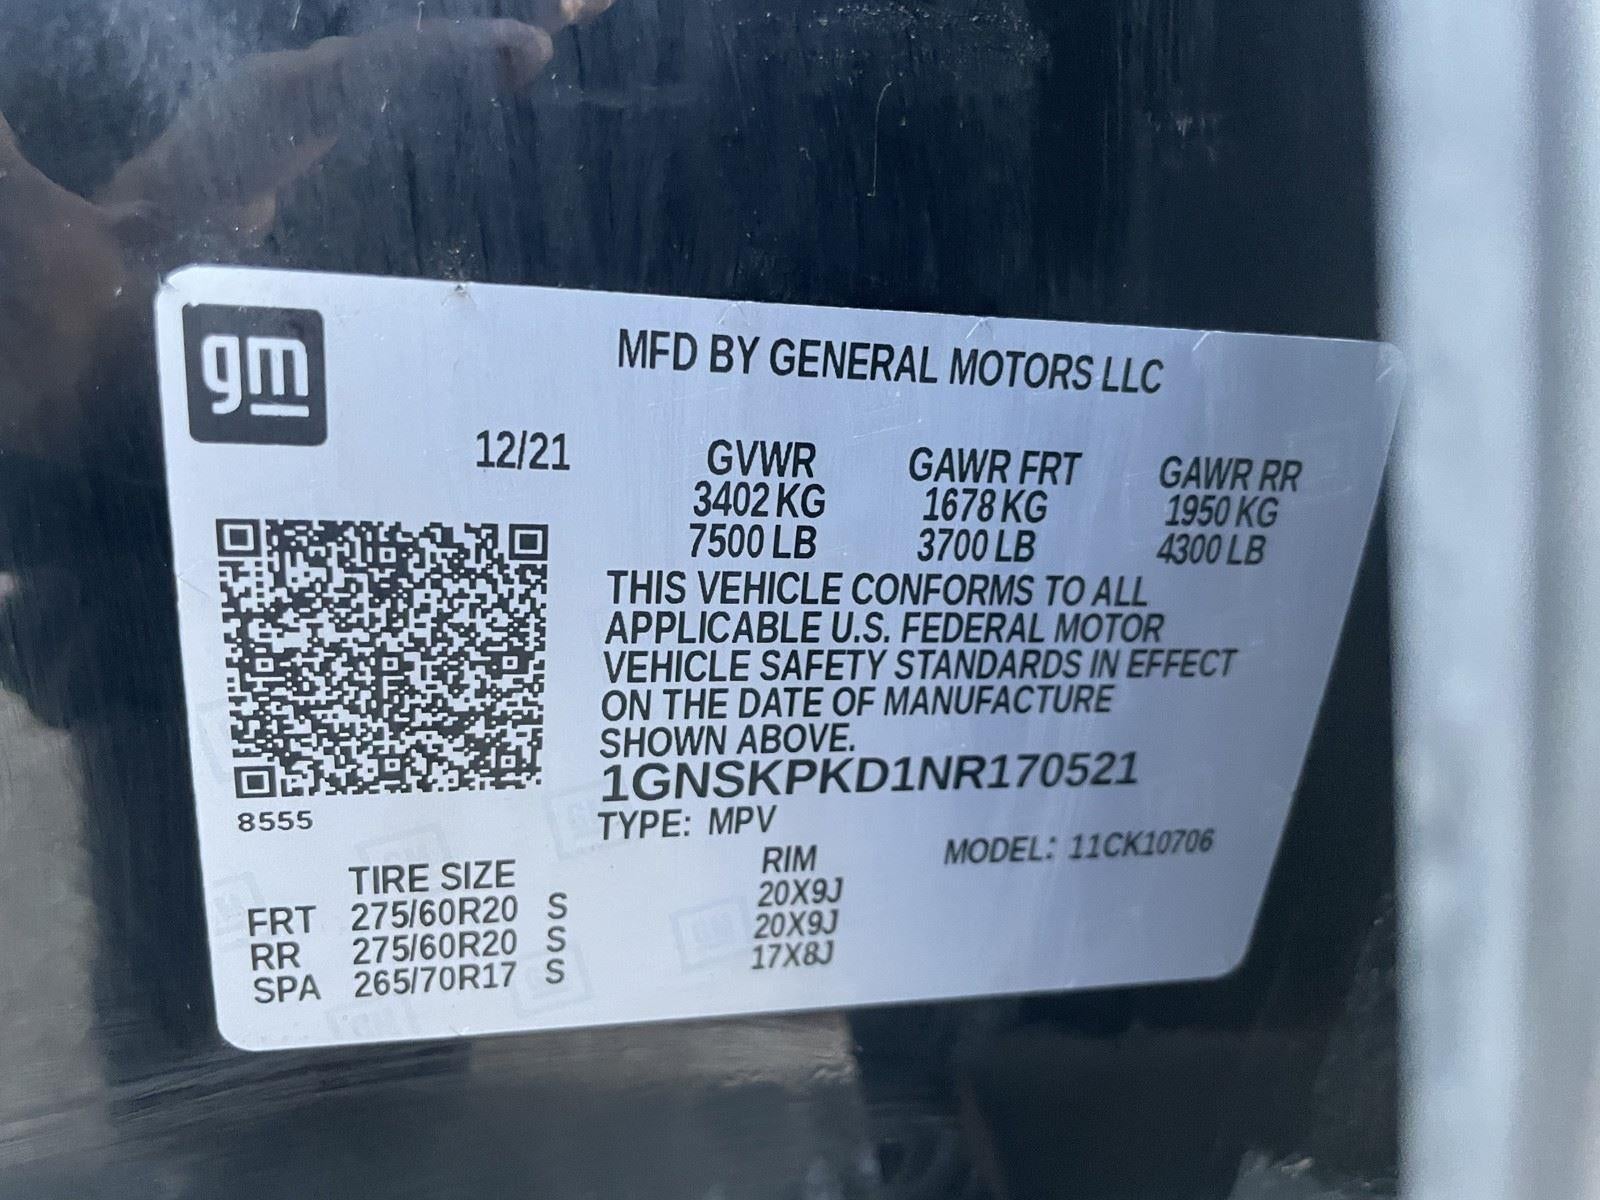 gm
MFD BY GENERAL MOTORS LLC
12/21 GVWR GAWR FRT GAWR RR
3402 KG 1678 KG 1950 KG
7500 LB 3700 LB 4300 LB
THIS VEHICLE CONFORMS TO ALL
APPLICABLE U.S. FEDERAL MOTOR
VEHICLE SAFETY STANDARDS IN EFFECT
ON THE DATE OF MANUFACTURE
SHOWN ABOVE.
1GNSKPKD1NR170521
8555
TYPE: MPV MODEL: 11CK10706
TIRE SIZE RIM
FRT 275/60R20 S 20X9J
RR 275/60R20 S 20X9J
SPA 265/70R17 S 17X8J